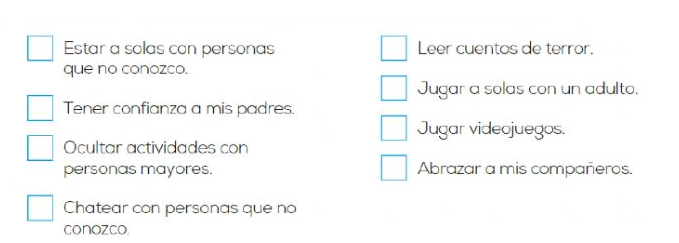 Estar a solas con personas
que no conozco.
Tener confianza a mis padres.
Ocultar actividades con
personas mayores.
Chatear con personas que no
conozco.
Leer cuentos de terror.
Jugar a solas con un adulto.
Jugar videojuegos.
Abrazar a mis compañeros.